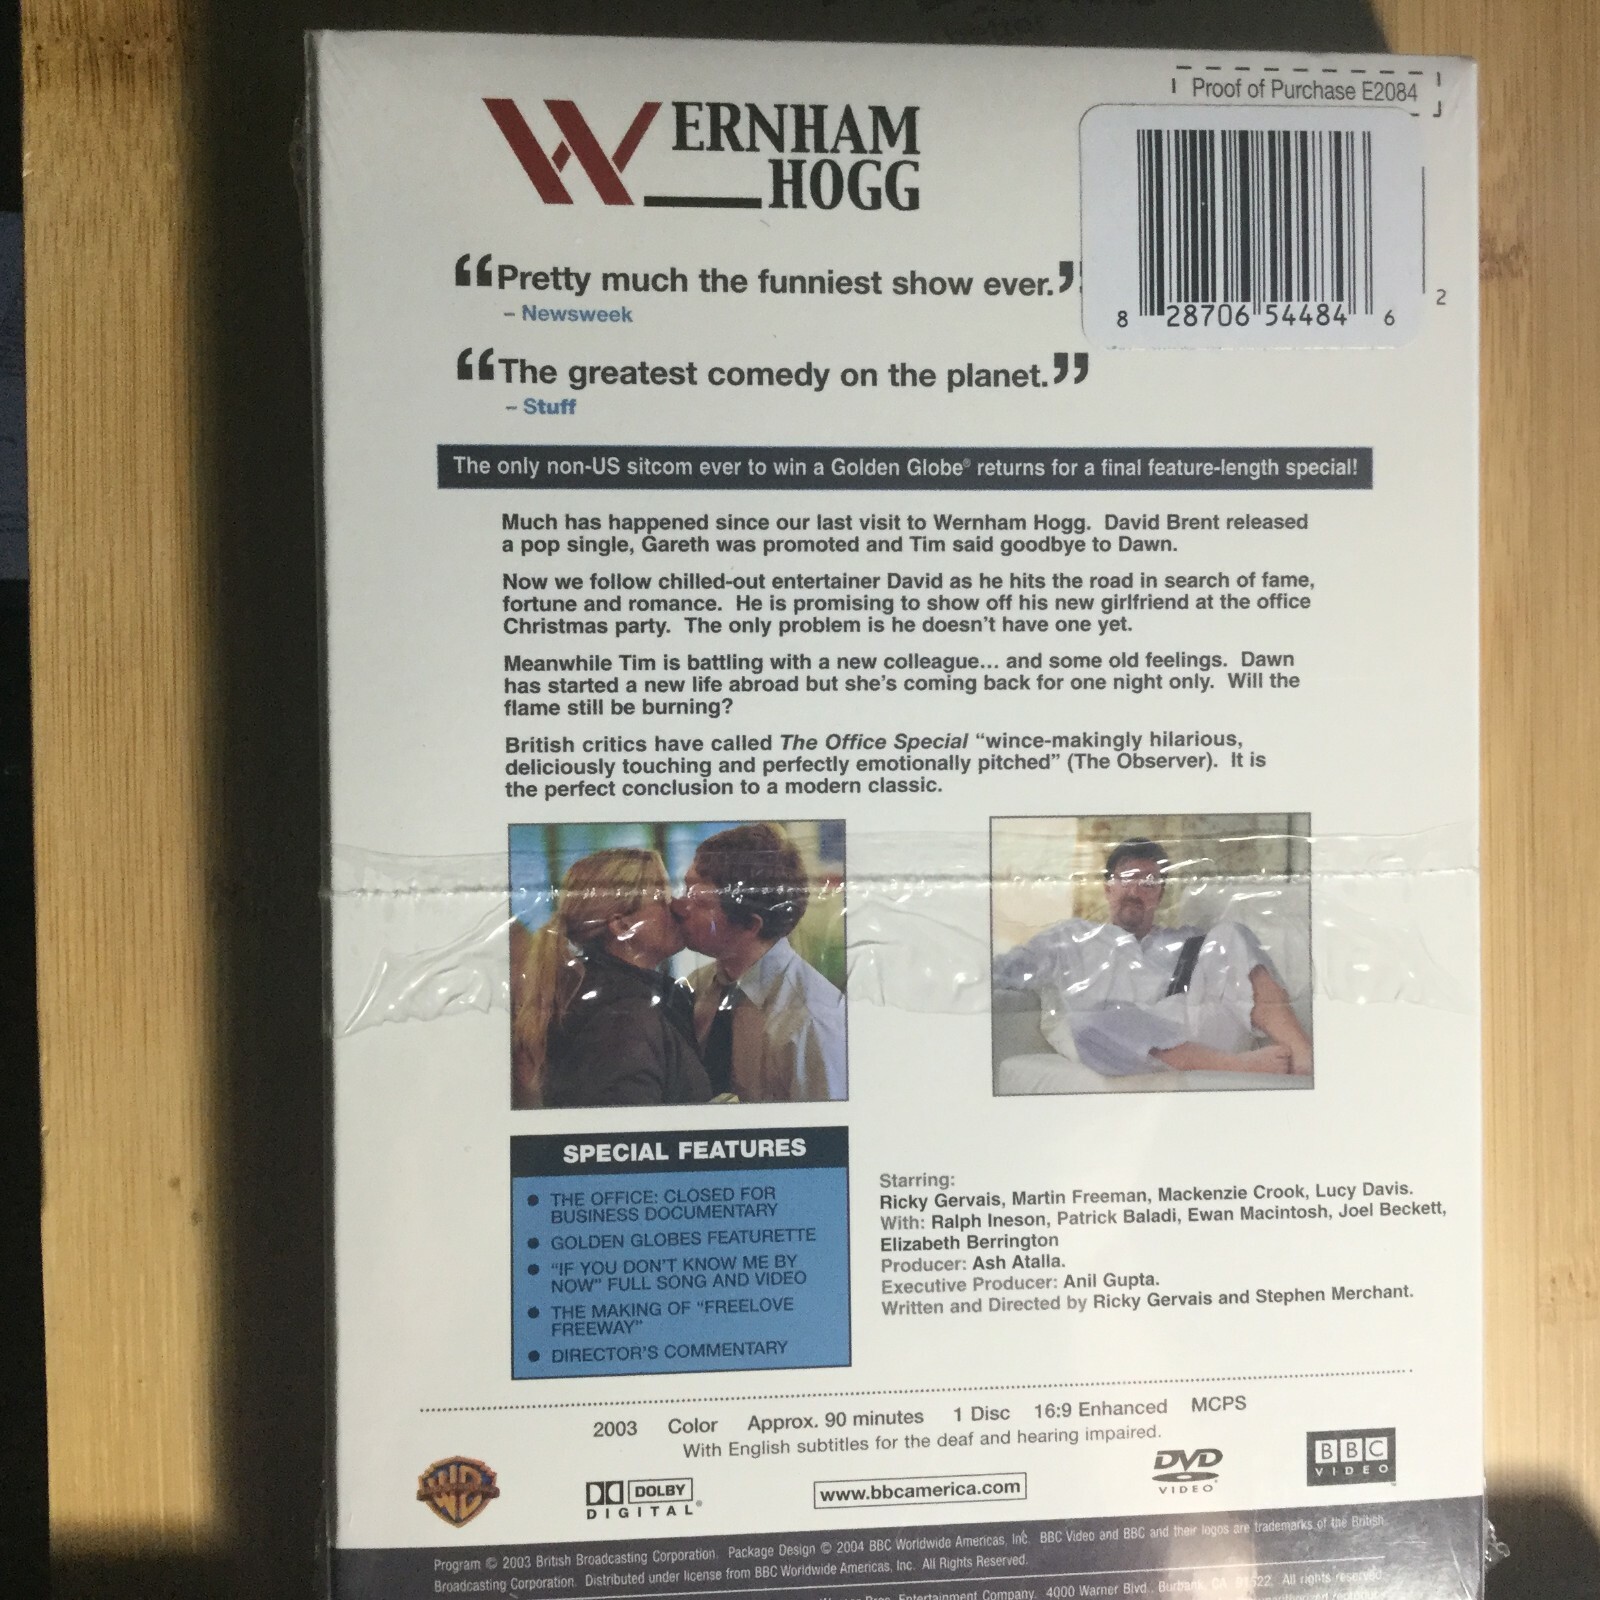 Proof of Purchase E2084
WERNHAM
HOGG
8 28706 54484 6
2
“Pretty much the funniest show ever.”
– Newsweek
“The greatest comedy on the planet.”
– Stuff
The only non-US sitcom ever to win a Golden Globe® returns for a final feature-length special!
Much has happened since our last visit to Wernham Hogg. David Brent released
a pop single, Gareth was promoted and Tim said goodbye to Dawn.
Now we follow chilled-out entertainer David as he hits the road in search of fame,
fortune and romance. He is promising to show off his new girlfriend at the office
Christmas party. The only problem is he doesn't have one yet.
Meanwhile Tim is battling with a new colleague... and some old feelings. Dawn
has started a new life abroad but she's coming back for one night only. Will the
flame still be burning?
British critics have called The Office Special “wince-makingly hilarious,
deliciously touching and perfectly emotionally pitched” (The Observer). It is
the perfect conclusion to a modern classic.
SPECIAL FEATURES
• THE OFFICE: CLOSED FOR
BUSINESS DOCUMENTARY
• GOLDEN GLOBES FEATURETTE
• “IF YOU DON'T KNOW ME BY
NOW” FULL SONG AND VIDEO
• THE MAKING OF “FREELOVE
FREEWAY”
• DIRECTOR'S COMMENTARY
Starring:
Ricky Gervais, Martin Freeman, Mackenzie Crook, Lucy Davis.
With: Ralph Ineson, Patrick Baladi, Ewan Macintosh, Joel Beckett,
Elizabeth Berrington
Producer: Ash Atalla.
Executive Producer: Anil Gupta.
Written and Directed by Ricky Gervais and Stephen Merchant.
2003 Color Approx. 90 minutes 1 Disc 16:9 Enhanced MCPS
With English subtitles for the deaf and hearing impaired.
WB
DOLBY
DIGITAL®
www.bbcamerica.com
DVD
VIDEO
BBC
VIDEO
Program © 2003 British Broadcasting Corporation. Package Design © 2004 BBC Worldwide Americas, Inc. BBC Video and BBC and their logos are trademarks of the British
Broadcasting Corporation. Distributed under license from BBC Worldwide Americas, Inc. All Rights Reserved.
Entertainment Company, 4000 Warner Blvd., Burbank, CA 91522. All rights reserved.